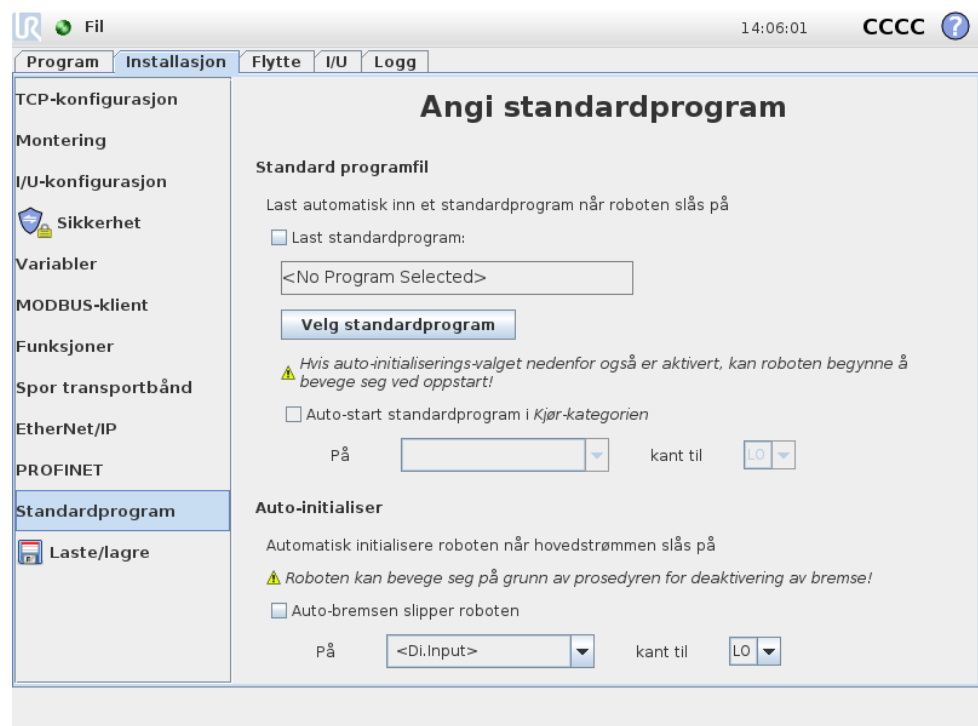 UR Fil 14:06:01 CCCC ?
Program Installasjon Flytte I/U Logg
TCP-konfigurasjon
Montering
I/U-konfigurasjon
Sikkerhet
Variabler
MODBUS-klient
Funksjoner
Spor transportbånd
EtherNet/IP
PROFINET
Standardprogram
Laste/lagre
Angi standardprogram
Standard programfil
Last automatisk inn et standardprogram når roboten slås på
Last standardprogram:
<No Program Selected>
Velg standardprogram
Hvis auto-initialiserings-valget nedenfor også er aktivert, kan roboten begynne å
bevege seg ved oppstart!
Auto-start standardprogram i Kjør-kategorien
På kant til LO
Auto-initialiser
Automatisk initialisere roboten når hovedstrømmen slås på
Roboten kan bevege seg på grunn av prosedyren for deaktivering av bremse!
Auto-bremsen slipper roboten
På <Di.Input> kant til LO